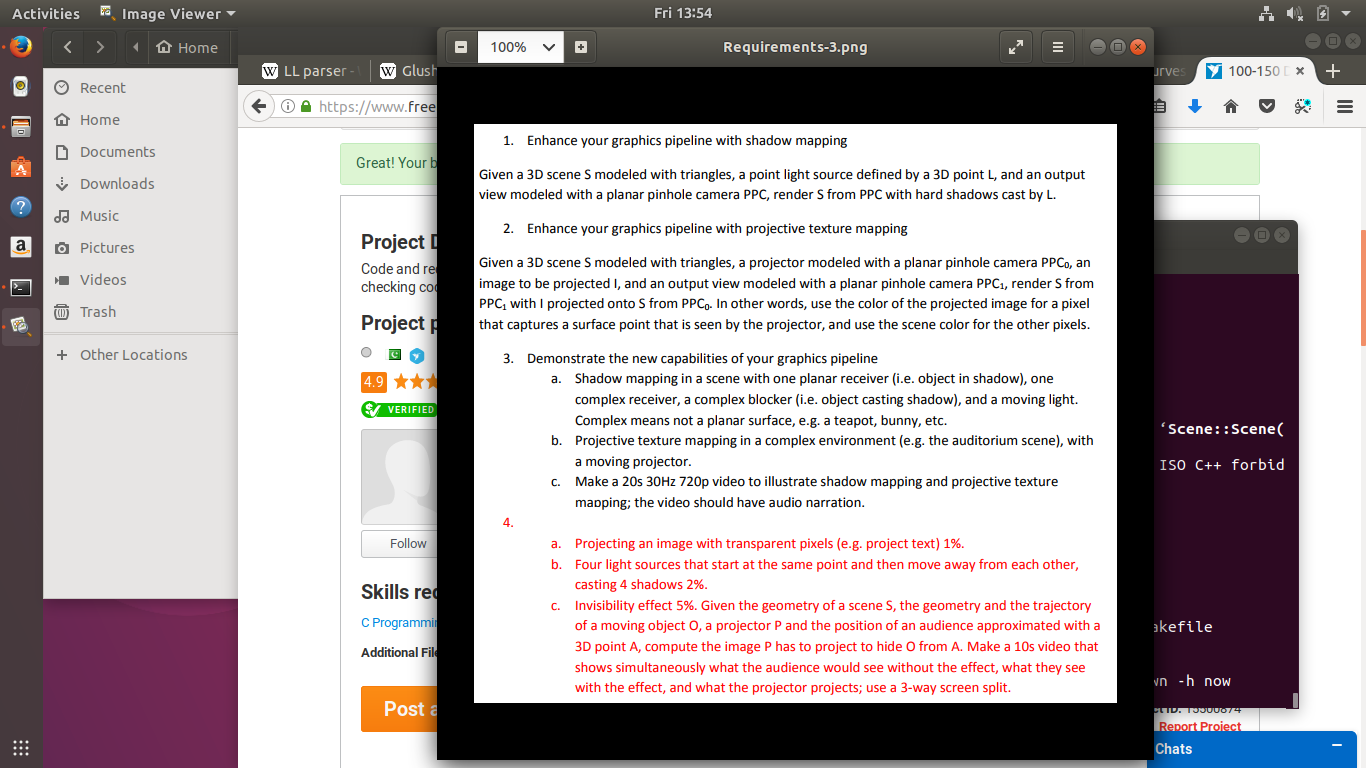 Activities Image Viewer Fri 13:54
Home
100% Requirements-3.png
LL parser - Glush urves 100-150 D
https://www.free
Recent
Home
Documents
Downloads
Music
Pictures
Videos
Trash
Other Locations
Great! Your b
Project D
Code and re
checking co
Project p
4.9
VERIFIED
Follow
Skills re
C Programmi
Additional File
Post a
1. Enhance your graphics pipeline with shadow mapping
Given a 3D scene S modeled with triangles, a point light source defined by a 3D point L, and an output
view modeled with a planar pinhole camera PPC, render S from PPC with hard shadows cast by L.
2. Enhance your graphics pipeline with projective texture mapping
Given a 3D scene S modeled with triangles, a projector modeled with a planar pinhole camera PPC₀, an
image to be projected I, and an output view modeled with a planar pinhole camera PPC₁, render S from
PPC₁ with I projected onto S from PPC₀. In other words, use the color of the projected image for a pixel
that captures a surface point that is seen by the projector, and use the scene color for the other pixels.
3. Demonstrate the new capabilities of your graphics pipeline
a. Shadow mapping in a scene with one planar receiver (i.e. object in shadow), one
complex receiver, a complex blocker (i.e. object casting shadow), and a moving light.
Complex means not a planar surface, e.g. a teapot, bunny, etc.
b. Projective texture mapping in a complex environment (e.g. the auditorium scene), with
a moving projector.
c. Make a 20s 30Hz 720p video to illustrate shadow mapping and projective texture
mapping; the video should have audio narration.
4.
a. Projecting an image with transparent pixels (e.g. project text) 1%.
b. Four light sources that start at the same point and then move away from each other,
casting 4 shadows 2%.
c. Invisibility effect 5%. Given the geometry of a scene S, the geometry and the trajectory
of a moving object O, a projector P and the position of an audience approximated with a
3D point A, compute the image P has to project to hide O from A. Make a 10s video that
shows simultaneously what the audience would see without the effect, what they see
with the effect, and what the projector projects; use a 3-way screen split.
‘Scene::Scene(
ISO C++ forbid
akefile
wn -h now
Report Project
Chats